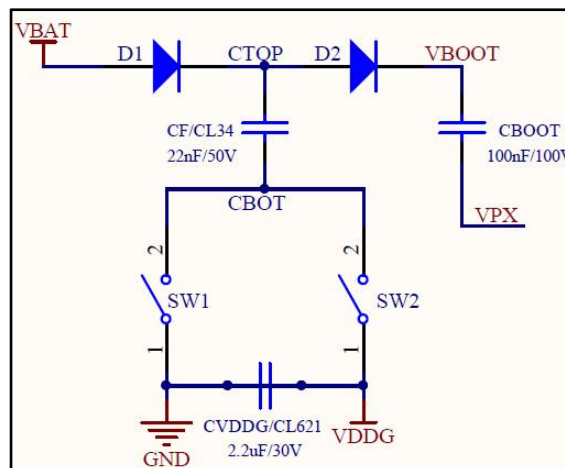 VBAT
D1
CTOP
D2
VBOOT
CF/CL34
22nF/50V
CBOOT
100nF/100V
CBOT
VPX
2
2
SW1
SW2
1
1
CVDDG/CL621
2.2uF/30V
GND
VDDG